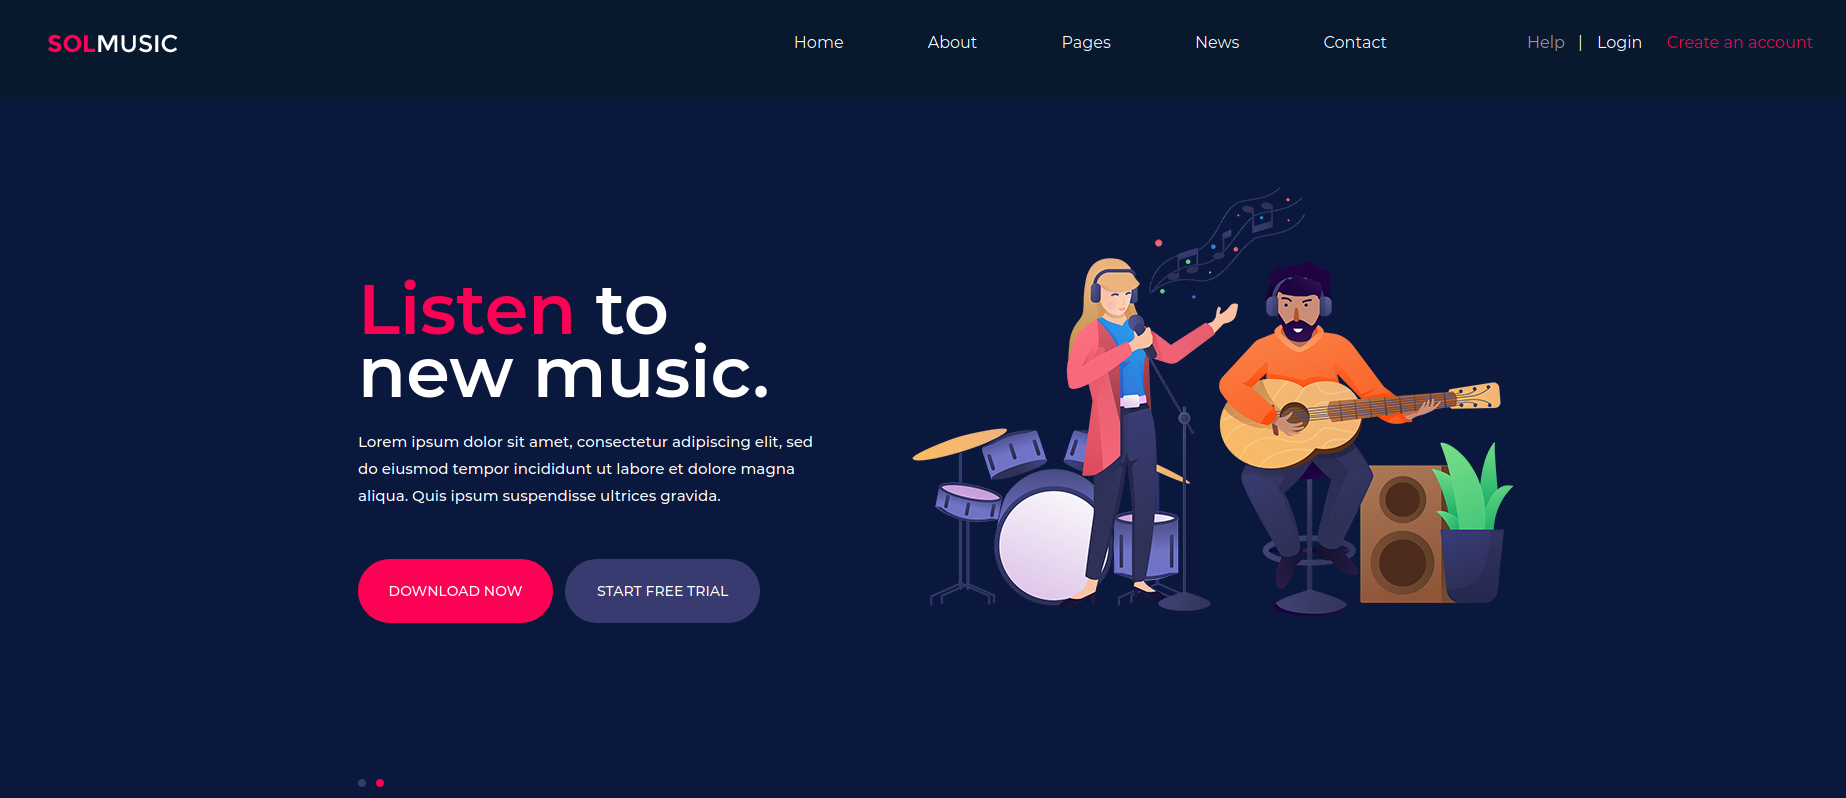 SOLMUSIC
Home About Pages News Contact Help | Login Create an account
Listen to
new music.
Lorem ipsum dolor sit amet, consectetur adipiscing elit, sed
do eiusmod tempor incididunt ut labore et dolore magna
aliqua. Quis ipsum suspendisse ultrices gravida.
DOWNLOAD NOW START FREE TRIAL